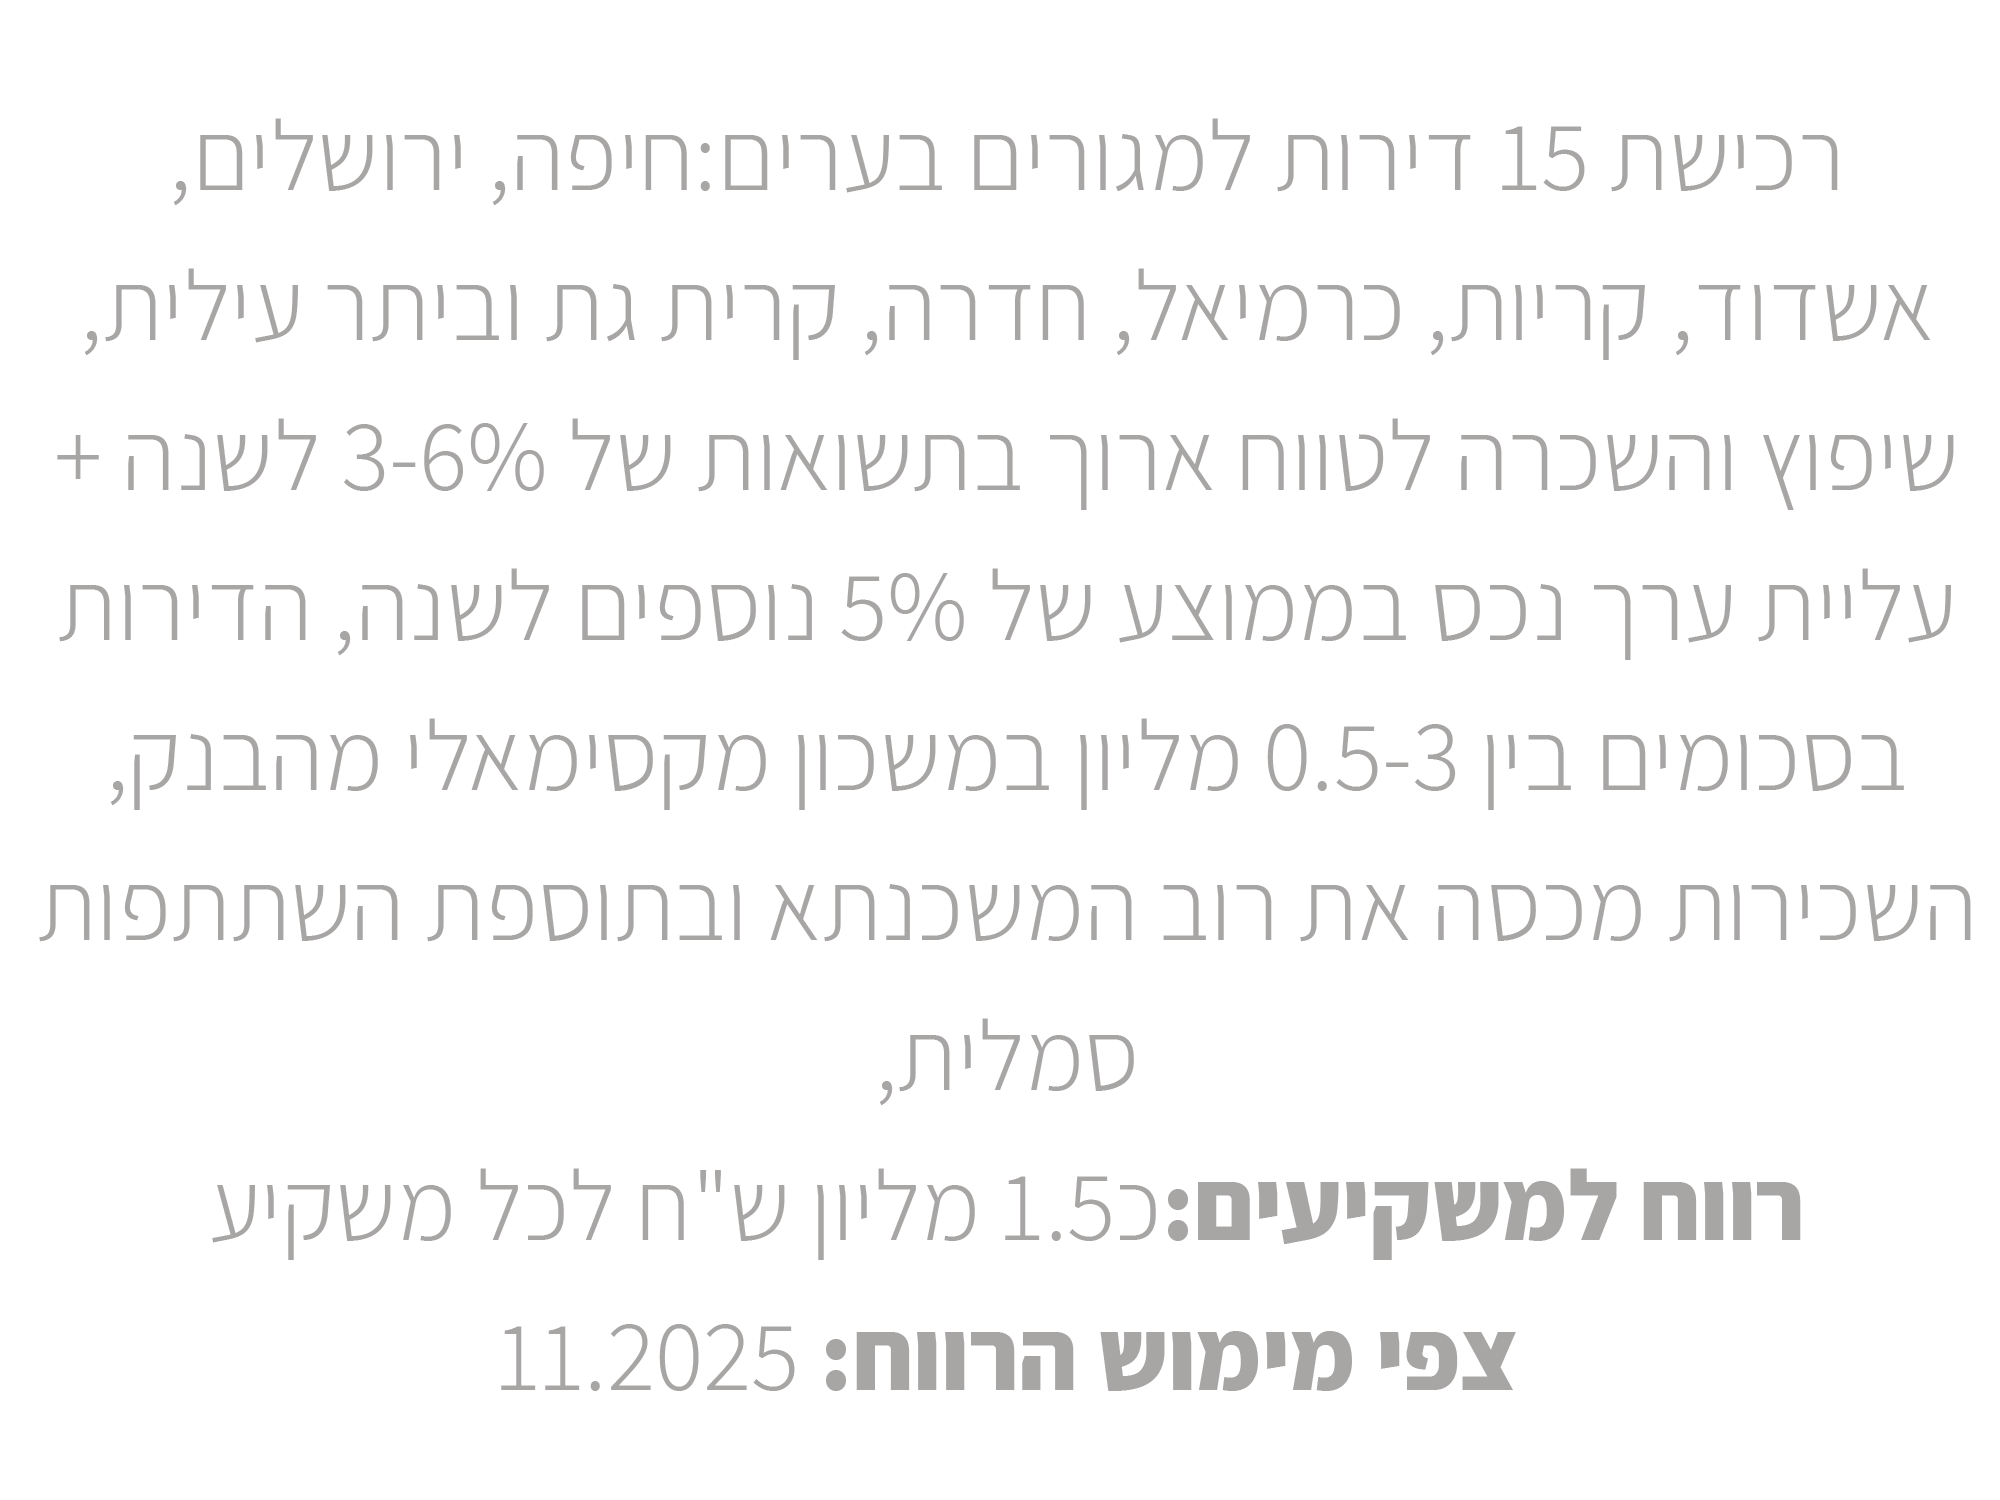 רכישת 15 דירות למגורים בערים:חיפה, ירושלים,
אשדוד, קריות, כרמיאל, חדרה, קרית גת וביתר עילית,
שיפוץ והשכרה לטווח ארוך בתשואות של 3-6% לשנה +
עליית ערך נכס בממוצע של 5% נוספים לשנה, הדירות
בסכומים בין 0.5-3 מליון במשכון מקסימאלי מהבנק,
השכירות מכסה את רוב המשכנתא ובתוספת השתתפות
סמלית,
רווח למשקיעים:כ1.5 מליון ש"ח לכל משקיע
צפי מימוש הרווח: 11.2025